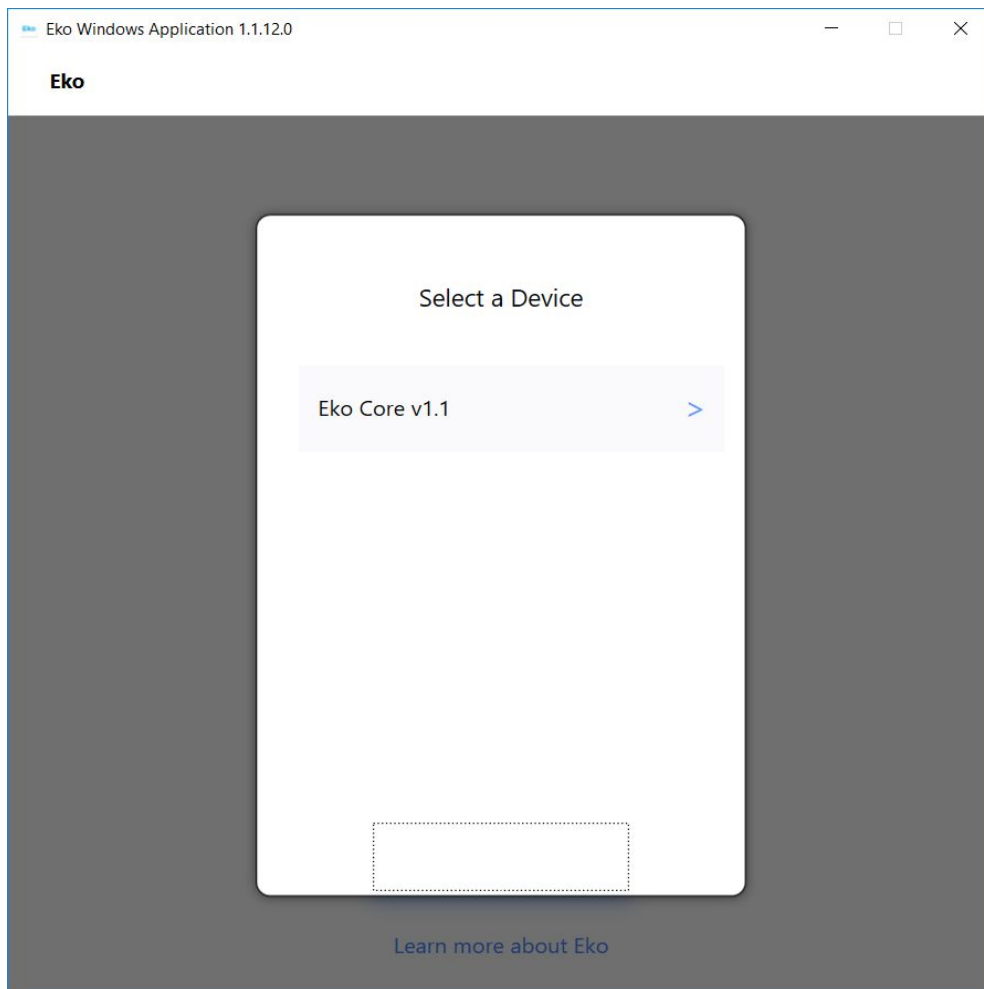 Eko Windows Application 1.1.12.0
Eko
Select a Device
Eko Core v1.1 >
Learn more about Eko